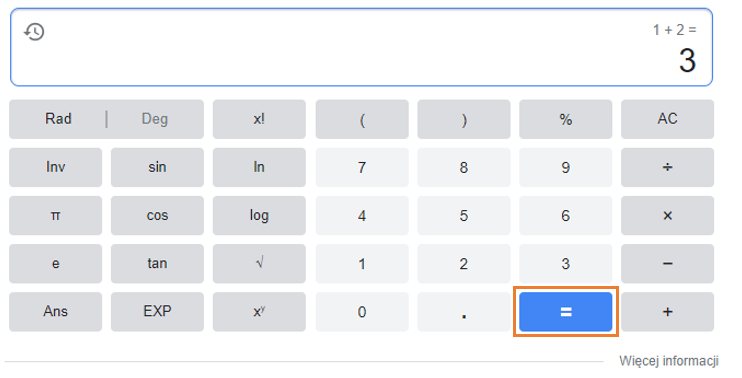 1 + 2 =
3
Rad | Deg x! ( ) % AC
Inv sin ln 7 8 9 ÷
π cos log 4 5 6 ×
e tan √ 1 2 3 −
Ans EXP xʸ 0 . = +
Więcej informacji